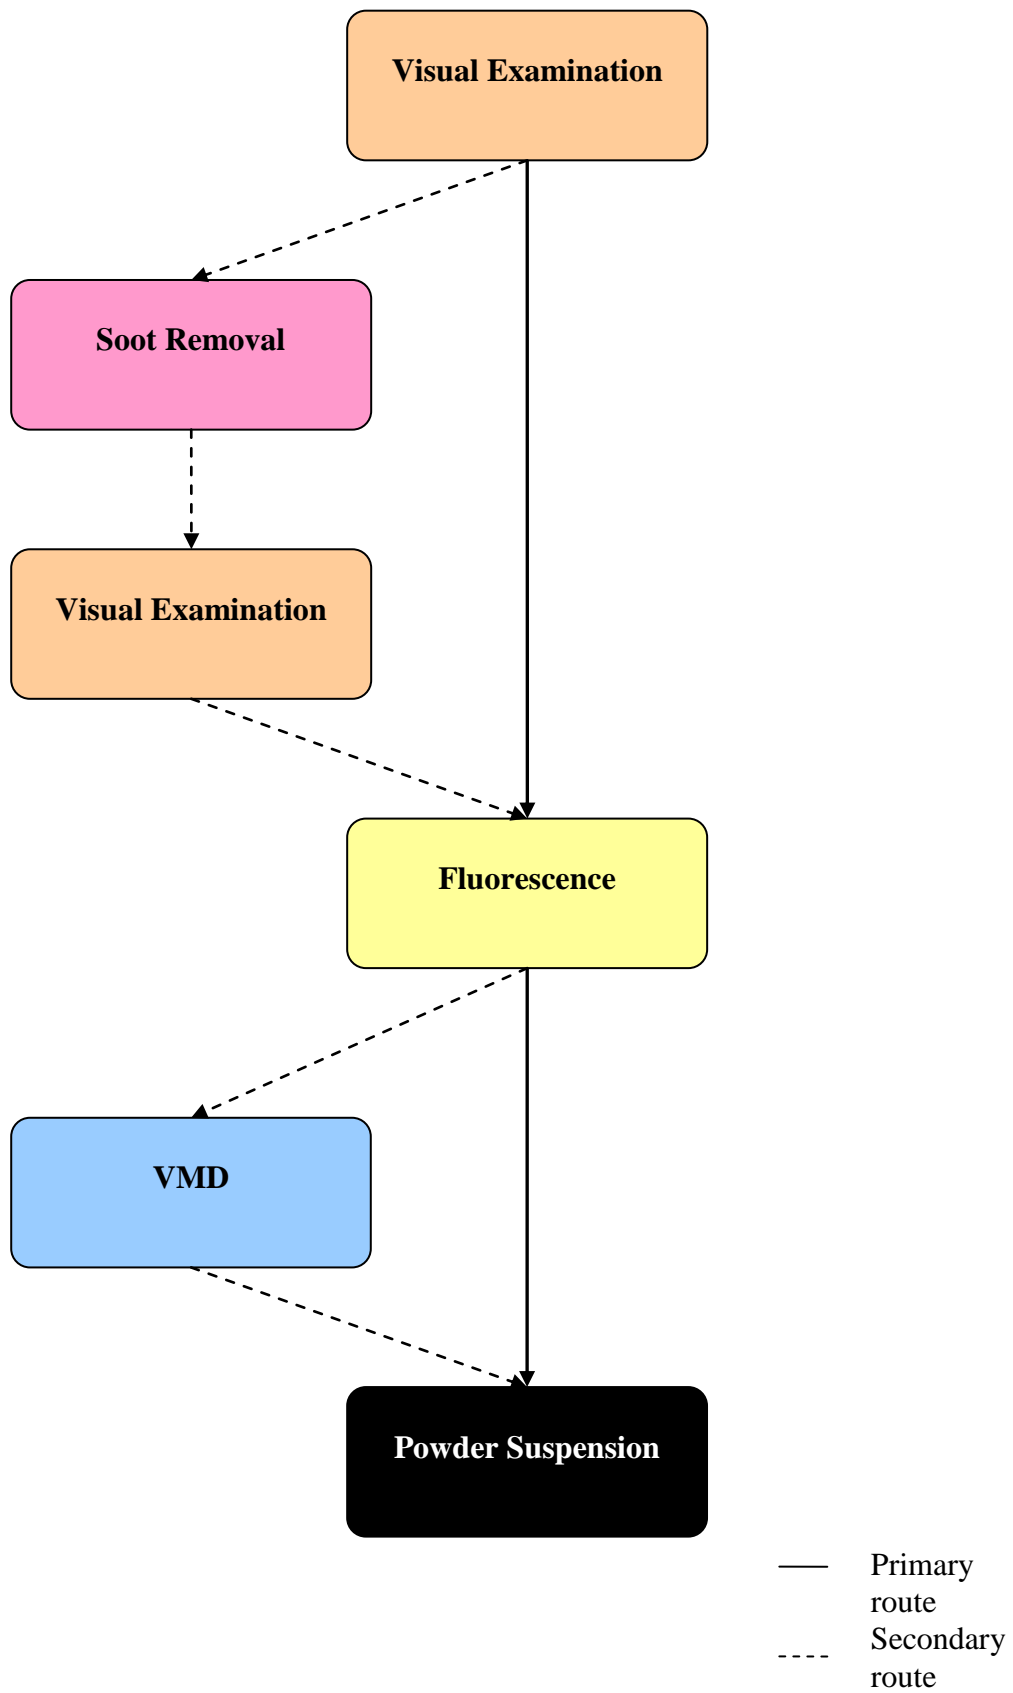 Visual Examination
Soot Removal
Visual Examination
Fluorescence
VMD
Powder Suspension
Primary
route
Secondary
route